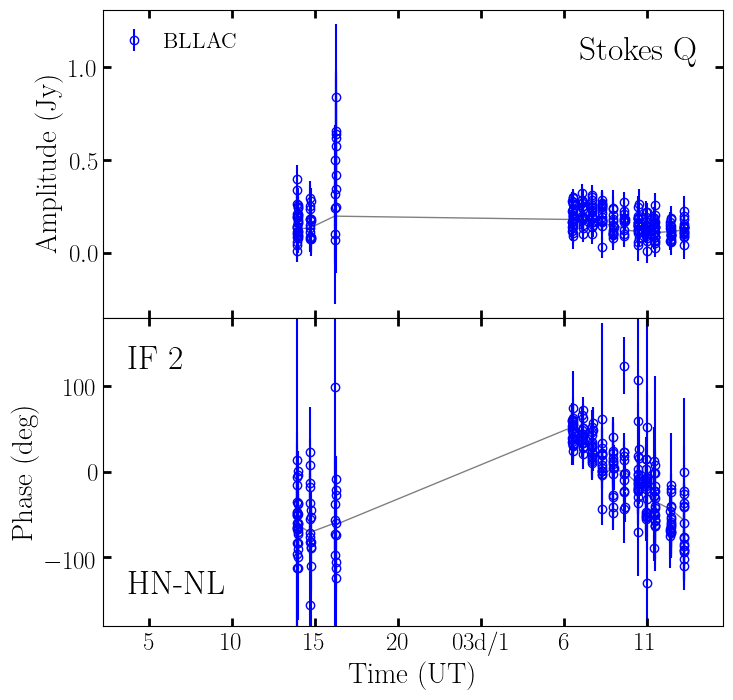 BLLAC
Stokes Q
Amplitude (Jy)
1.0
0.5
0.0
IF 2
HN-NL
Phase (deg)
100
0
−100
5 10 15 20 03d/1 6 11
Time (UT)